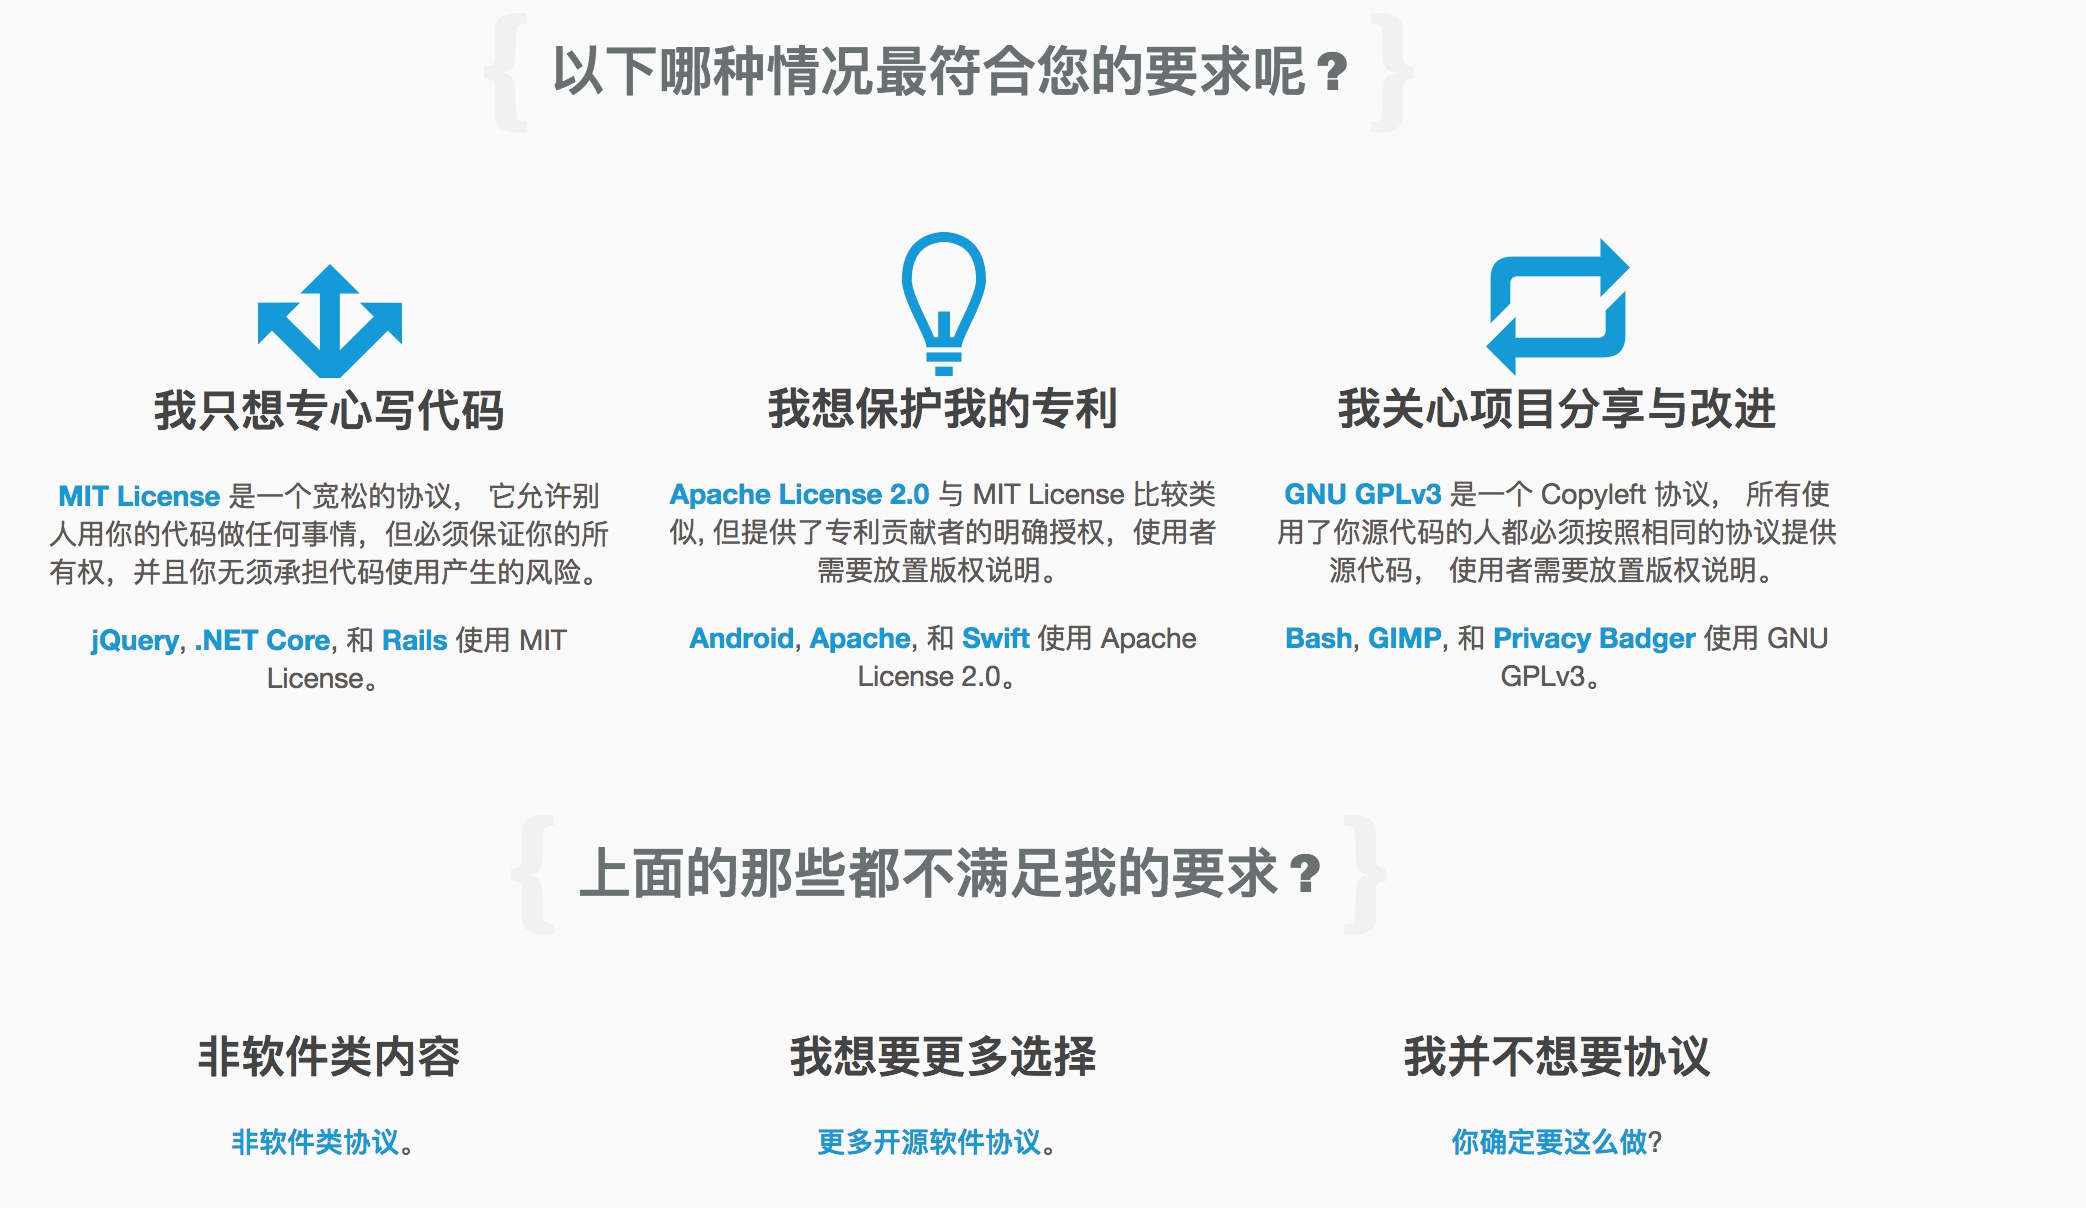 { 以下哪种情况最符合您的要求呢? }
我只想专心写代码
MIT License 是一个宽松的协议， 它允许别
人用你的代码做任何事情，但必须保证你的所
有权，并且你无须承担代码使用产生的风险。
jQuery, .NET Core, 和 Rails 使用 MIT
License。
我想保护我的专利
Apache License 2.0 与 MIT License 比较类
似, 但提供了专利贡献者的明确授权，使用者
需要放置版权说明。
Android, Apache, 和 Swift 使用 Apache
License 2.0。
我关心项目分享与改进
GNU GPLv3 是一个 Copyleft 协议， 所有使
用了你源代码的人都必须按照相同的协议提供
源代码， 使用者需要放置版权说明。
Bash, GIMP, 和 Privacy Badger 使用 GNU
GPLv3。
{ 上面的那些都不满足我的要求? }
非软件类内容
非软件类协议。
我想要更多选择
更多开源软件协议。
我并不想要协议
你确定要这么做?